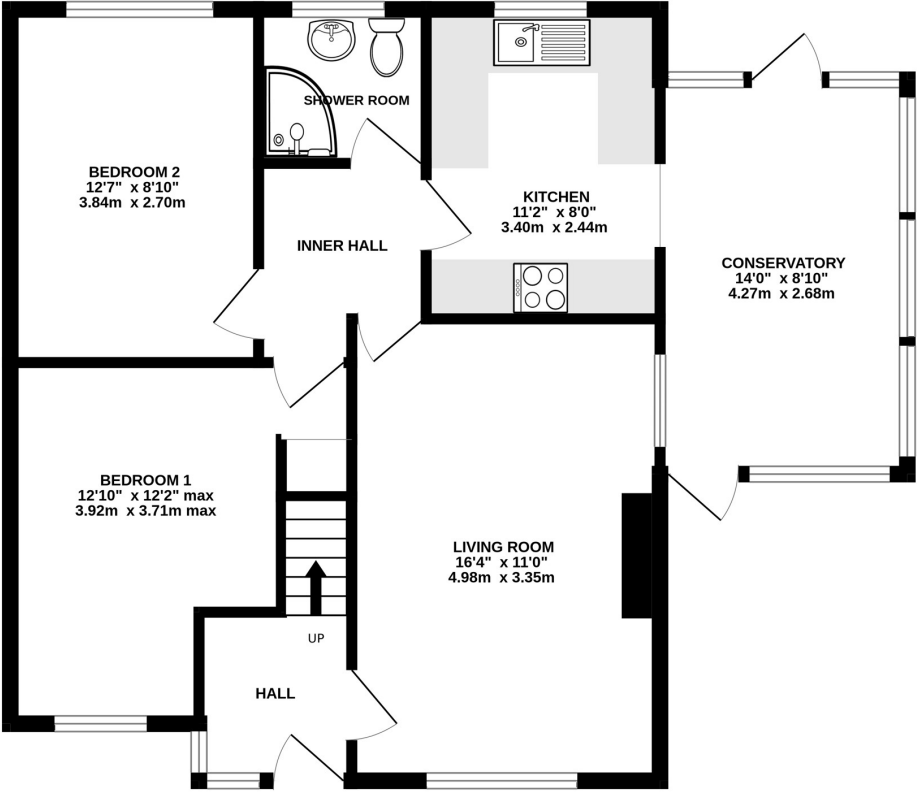 SHOWER ROOM
BEDROOM 2
12'7" x 8'10"
3.84m x 2.70m
KITCHEN
11'2" x 8'0"
3.40m x 2.44m
INNER HALL
CONSERVATORY
14'0" x 8'10"
4.27m x 2.68m
BEDROOM 1
12'10" x 12'2" max
3.92m x 3.71m max
LIVING ROOM
16'4" x 11'0"
4.98m x 3.35m
UP
HALL